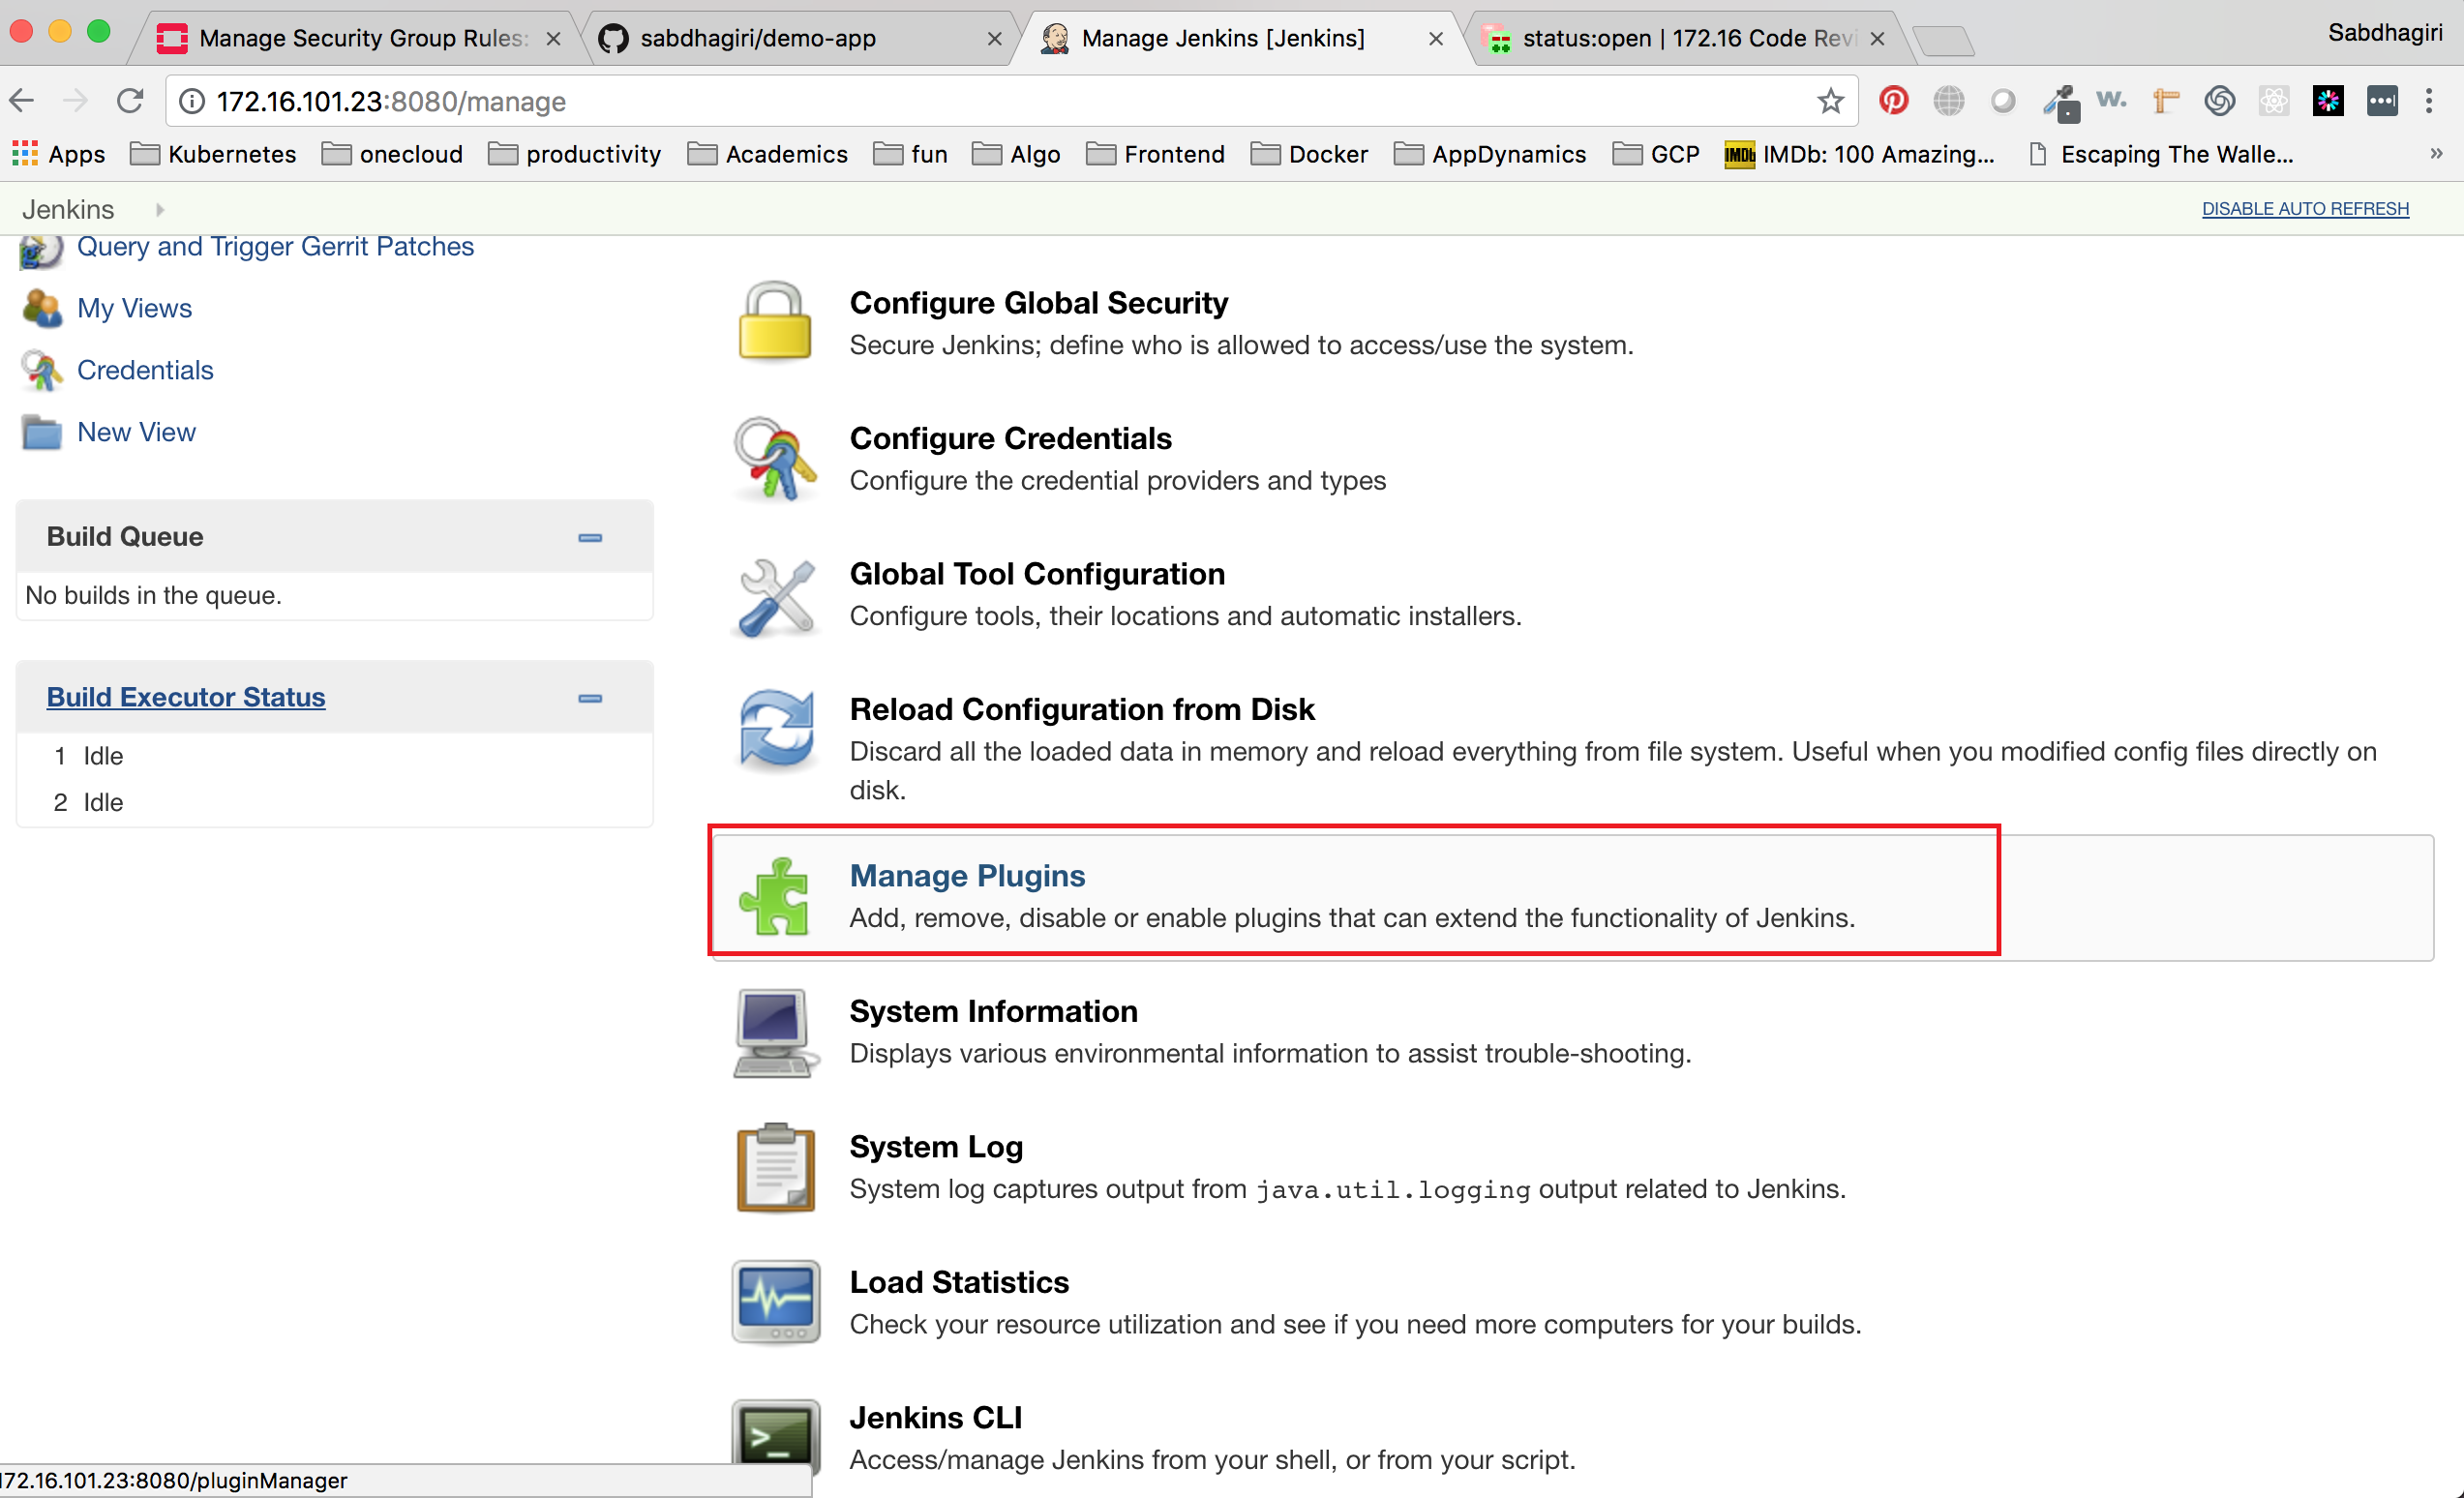 Manage Security Group Rules:
sabdhagiri/demo-app
Manage Jenkins [Jenkins]
status:open | 172.16 Code Revi
Sabdhagiri
172.16.101.23:8080/manage
w.
Apps
Kubernetes
onecloud
productivity
Academics
fun
Algo
Frontend
Docker
AppDynamics
GCP
IMDb
IMDb: 100 Amazing...
Escaping The Walle...
»
Jenkins
DISABLE AUTO REFRESH
Query and Trigger Gerrit Patches
My Views
Credentials
New View
Build Queue
No builds in the queue.
Build Executor Status
1 Idle
2 Idle
Configure Global Security
Secure Jenkins; define who is allowed to access/use the system.
Configure Credentials
Configure the credential providers and types
Global Tool Configuration
Configure tools, their locations and automatic installers.
Reload Configuration from Disk
Discard all the loaded data in memory and reload everything from file system. Useful when you modified config files directly on
disk.
Manage Plugins
Add, remove, disable or enable plugins that can extend the functionality of Jenkins.
System Information
Displays various environmental information to assist trouble-shooting.
System Log
System log captures output from java.util.logging output related to Jenkins.
Load Statistics
Check your resource utilization and see if you need more computers for your builds.
Jenkins CLI
Access/manage Jenkins from your shell, or from your script.
172.16.101.23:8080/pluginManager